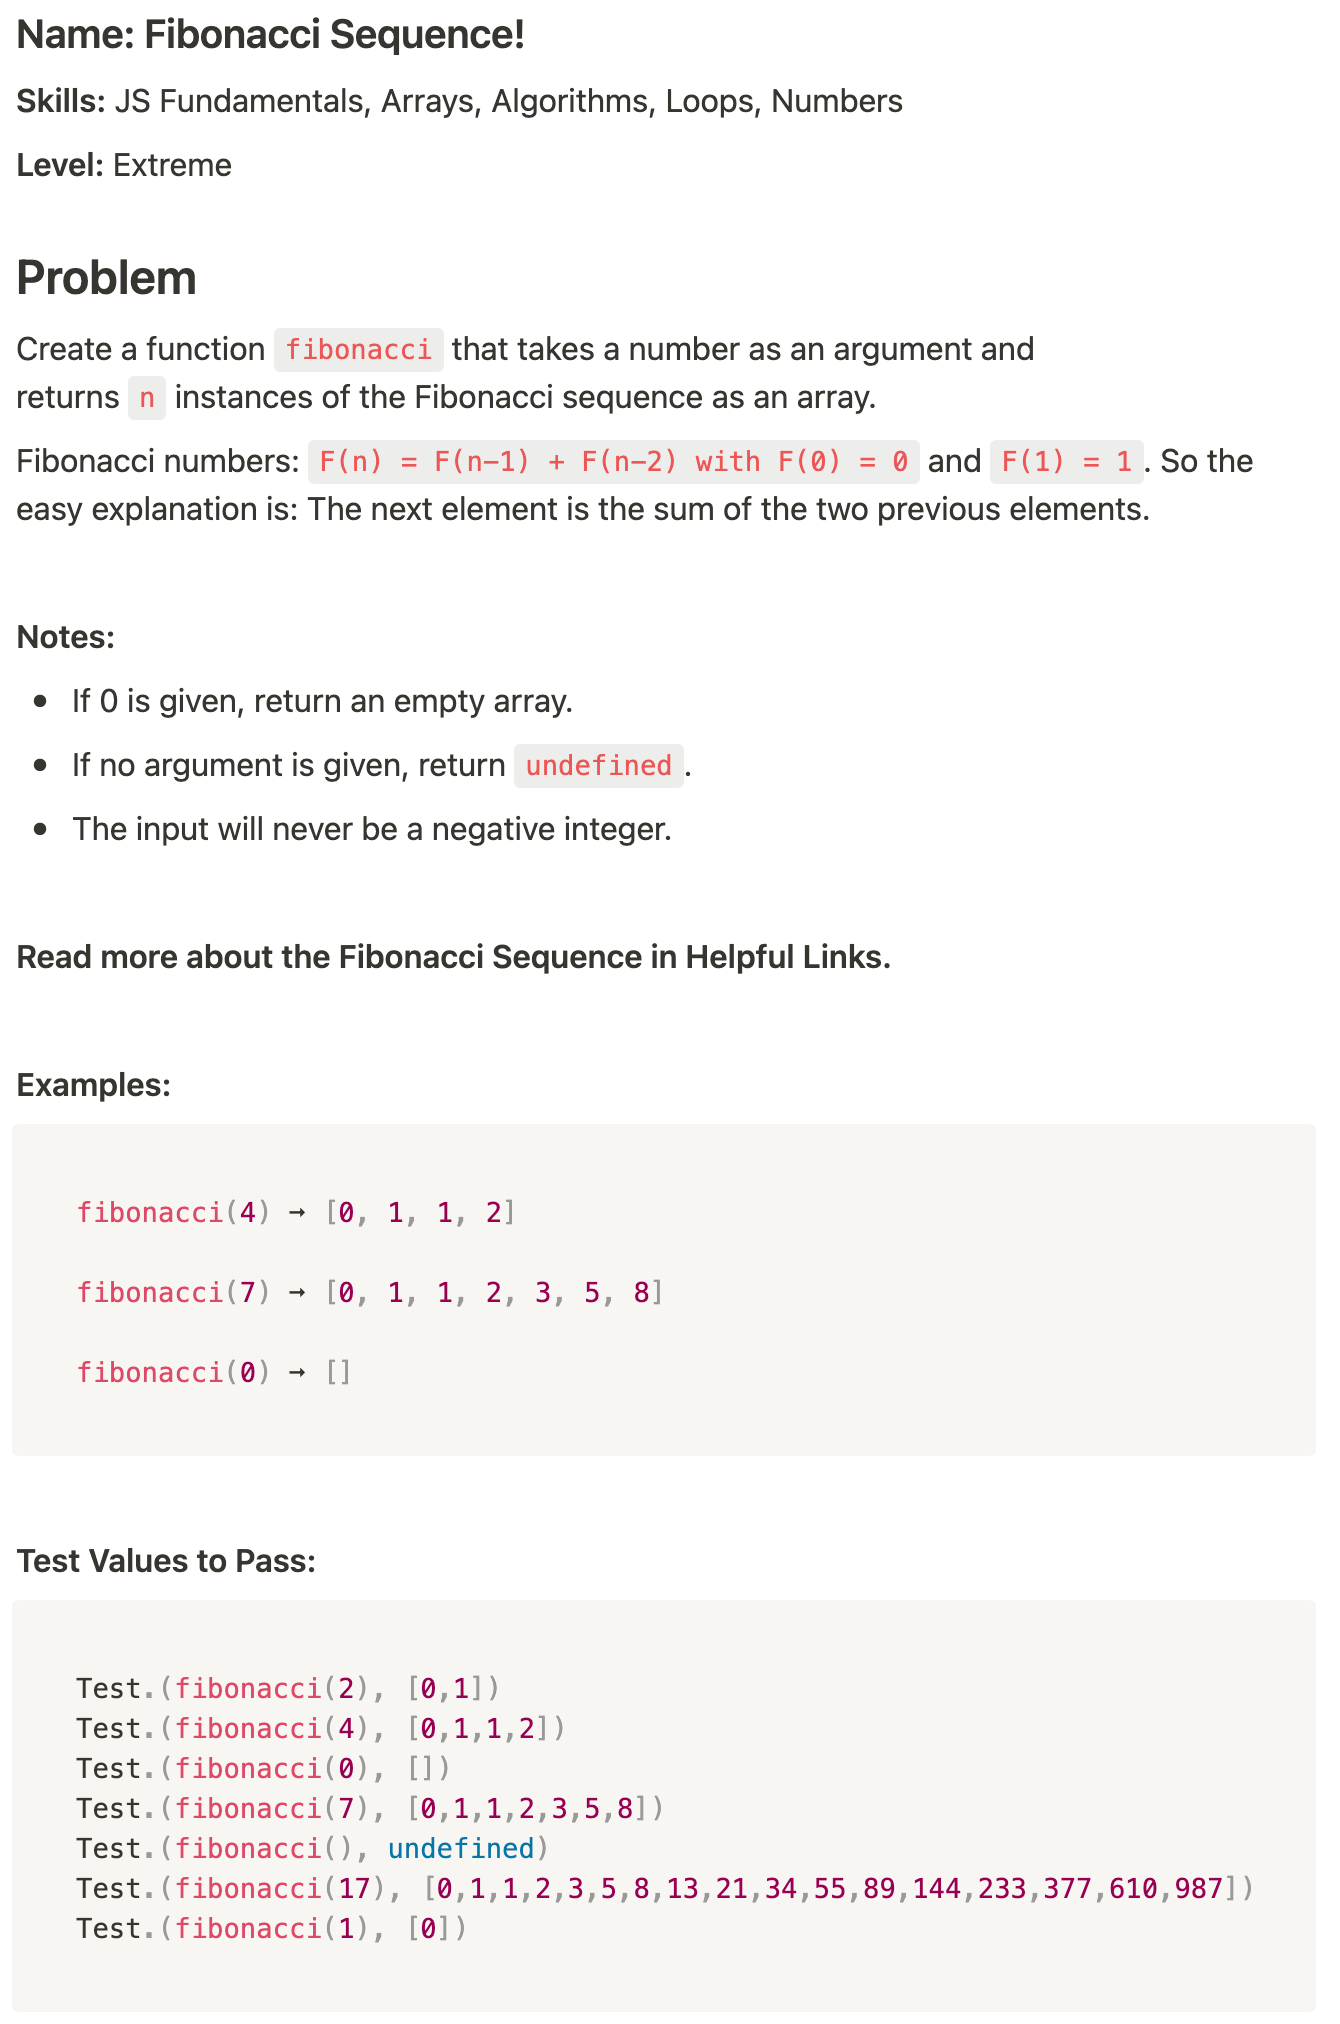 Name: Fibonacci Sequence!
Skills: JS Fundamentals, Arrays, Algorithms, Loops, Numbers
Level: Extreme
Problem
Create a function fibonacci that takes a number as an argument and
returns n instances of the Fibonacci sequence as an array.
Fibonacci numbers: F(n) = F(n-1) + F(n-2) with F(0) = 0 and F(1) = 1. So the
easy explanation is: The next element is the sum of the two previous elements.
Notes:
• If 0 is given, return an empty array.
• If no argument is given, return undefined.
• The input will never be a negative integer.
Read more about the Fibonacci Sequence in Helpful Links.
Examples:
fibonacci(4) → [0, 1, 1, 2]
fibonacci(7) → [0, 1, 1, 2, 3, 5, 8]
fibonacci(0) → []
Test Values to Pass:
Test.(fibonacci(2), [0,1])
Test.(fibonacci(4), [0,1,1,2])
Test.(fibonacci(0), [])
Test.(fibonacci(7), [0,1,1,2,3,5,8])
Test.(fibonacci(), undefined)
Test.(fibonacci(17), [0,1,1,2,3,5,8,13,21,34,55,89,144,233,377,610,987])
Test.(fibonacci(1), [0])